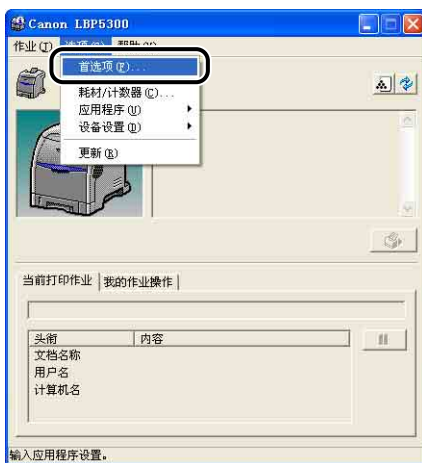 Canon LBP5300
作业(J)
首选项(P)...
耗材/计数器(C)...
应用程序(U)
设备设置(D)
更新(R)
当前打印作业 我的作业操作
头衔 内容
文档名称
用户名
计算机名
输入应用程序设置。